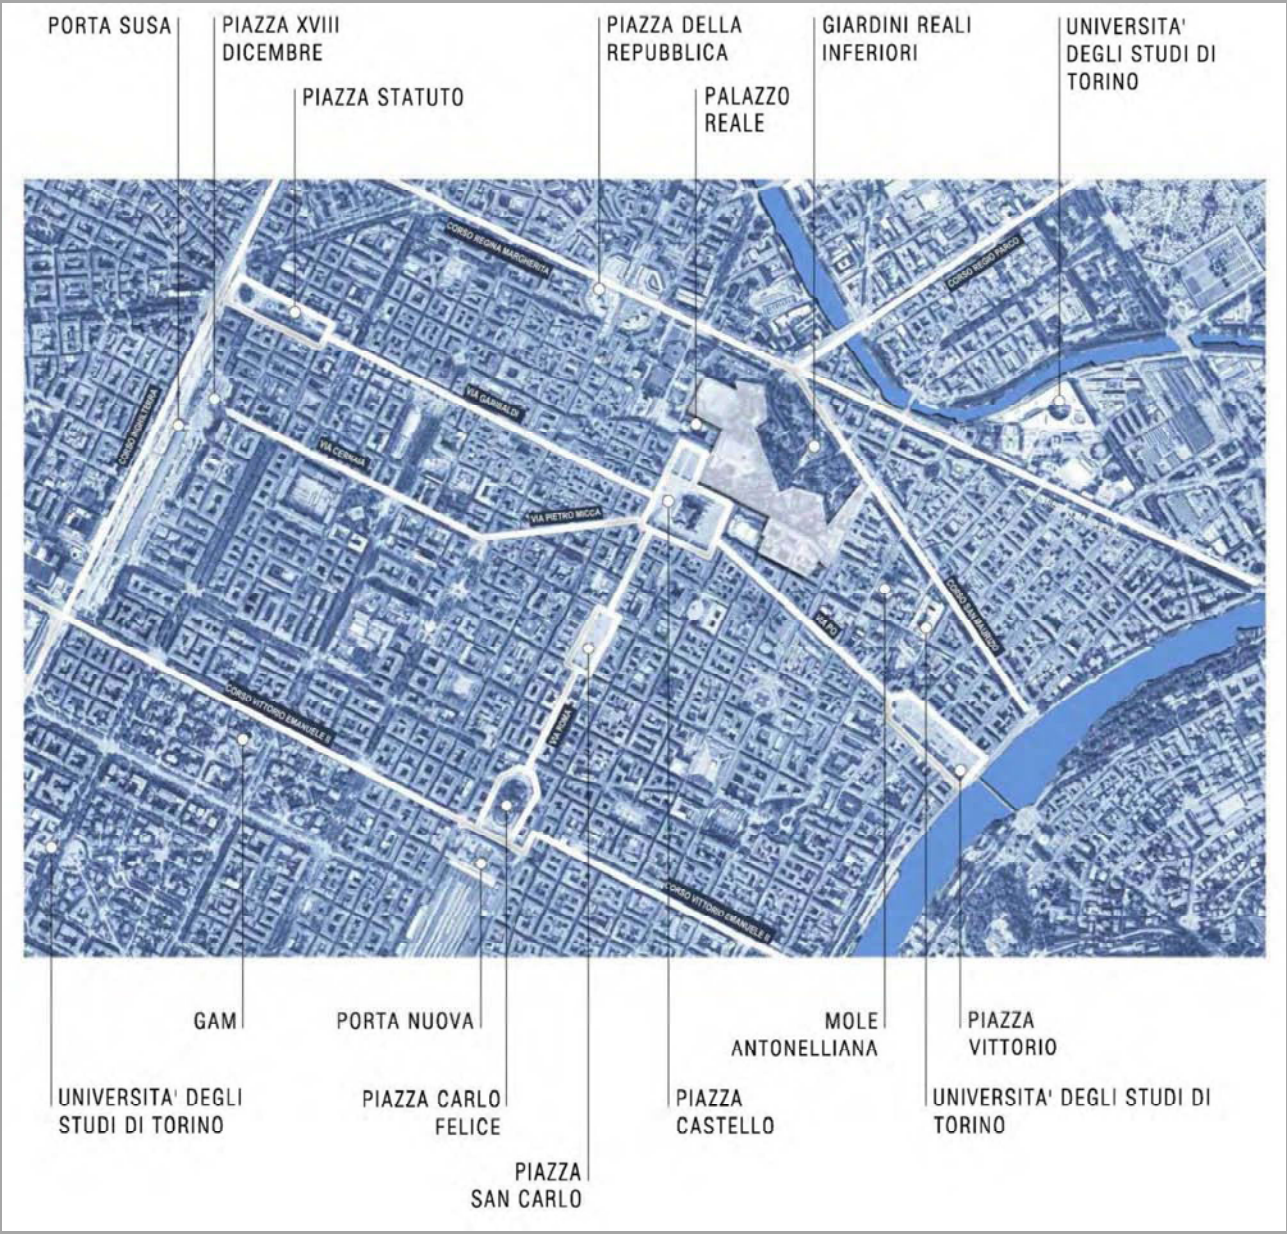 PORTA SUSA
PIAZZA XVIII
DICEMBRE
PIAZZA STATUTO
PIAZZA DELLA
REPUBBLICA
PALAZZO
REALE
GIARDINI REALI
INFERIORI
UNIVERSITA'
DEGLI STUDI DI
TORINO
CORSO REGINA MARGHERITA
CORSO REGIO PARCO
CORSO INGHILTERRA
VIA GARIBALDI
VIA CERNAIA
VIA PIETRO MICCA
CORSO SAN MAURIZIO
VIA PO
VIA ROMA
CORSO VITTORIO EMANUELE II
CORSO VITTORIO EMANUELE II
GAM
PORTA NUOVA
MOLE
ANTONELLIANA
PIAZZA
VITTORIO
UNIVERSITA' DEGLI
STUDI DI TORINO
PIAZZA CARLO
FELICE
PIAZZA
CASTELLO
UNIVERSITA' DEGLI STUDI DI
TORINO
PIAZZA
SAN CARLO